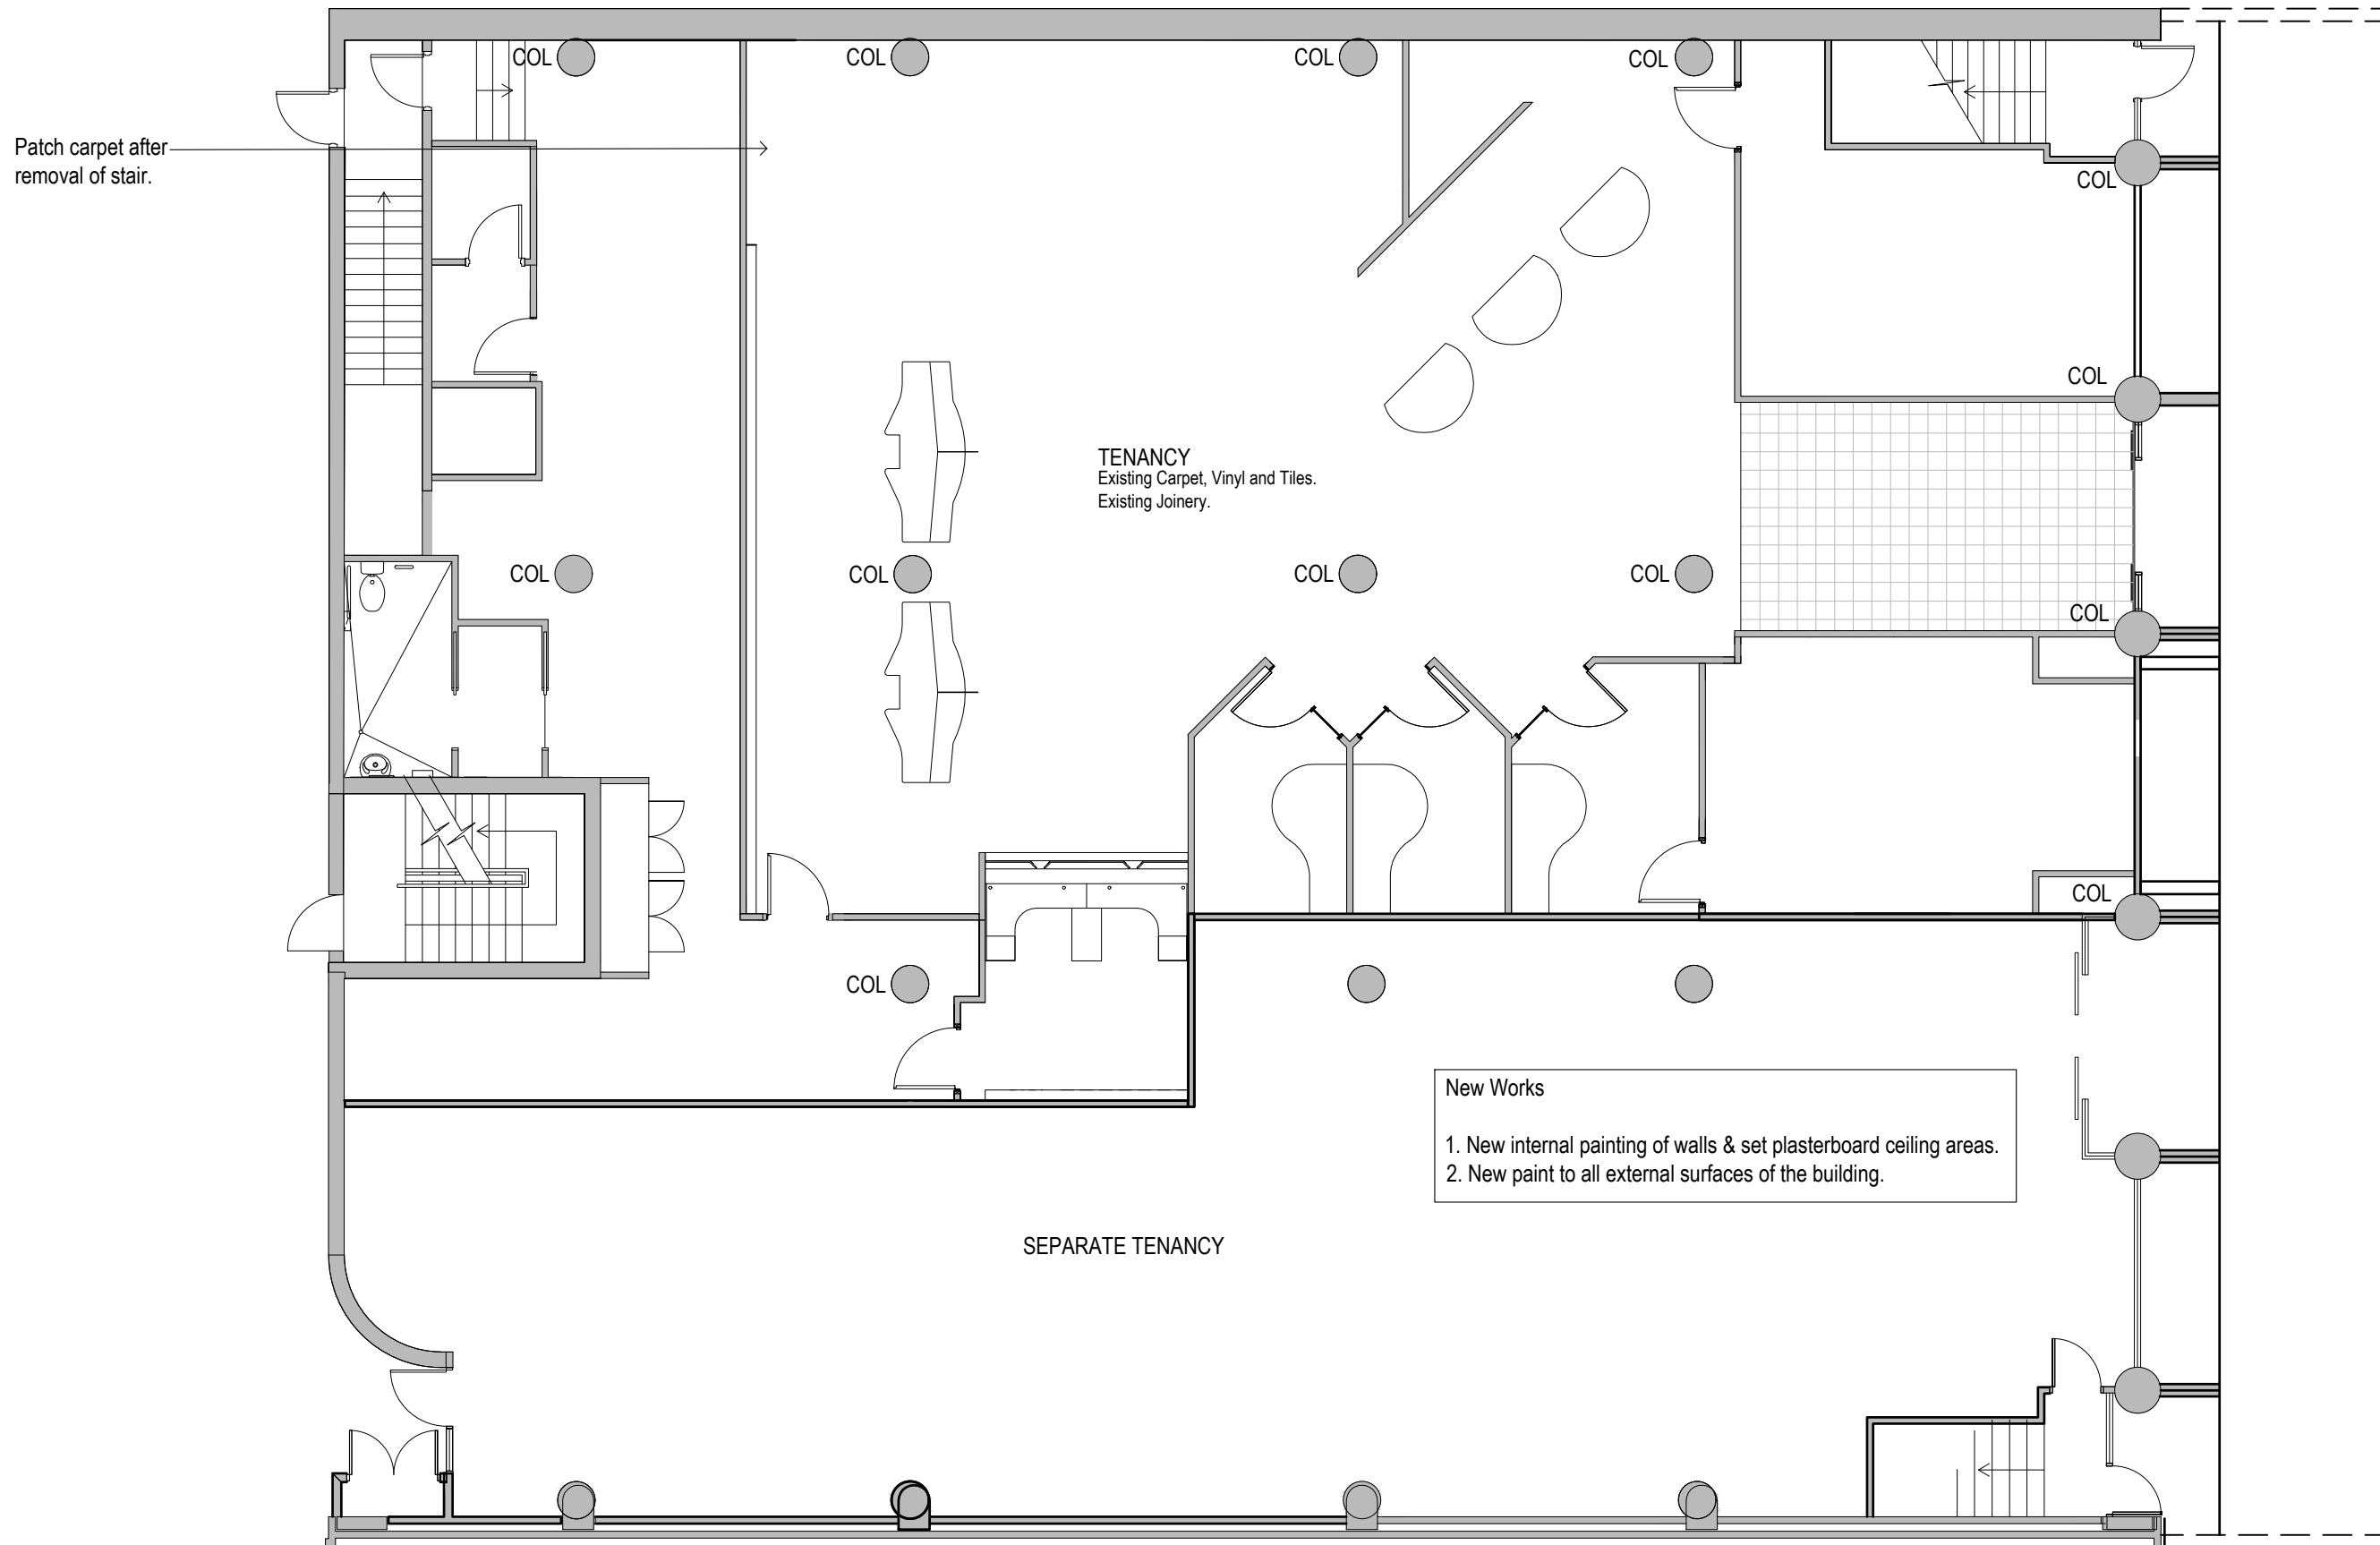 COL
COL
COL
COL
Patch carpet after
removal of stair.
COL
COL
TENANCY
Existing Carpet, Vinyl and Tiles.
Existing Joinery.
COL
COL
COL
COL
COL
COL
COL
New Works
1. New internal painting of walls & set plasterboard ceiling areas.
2. New paint to all external surfaces of the building.
SEPARATE TENANCY